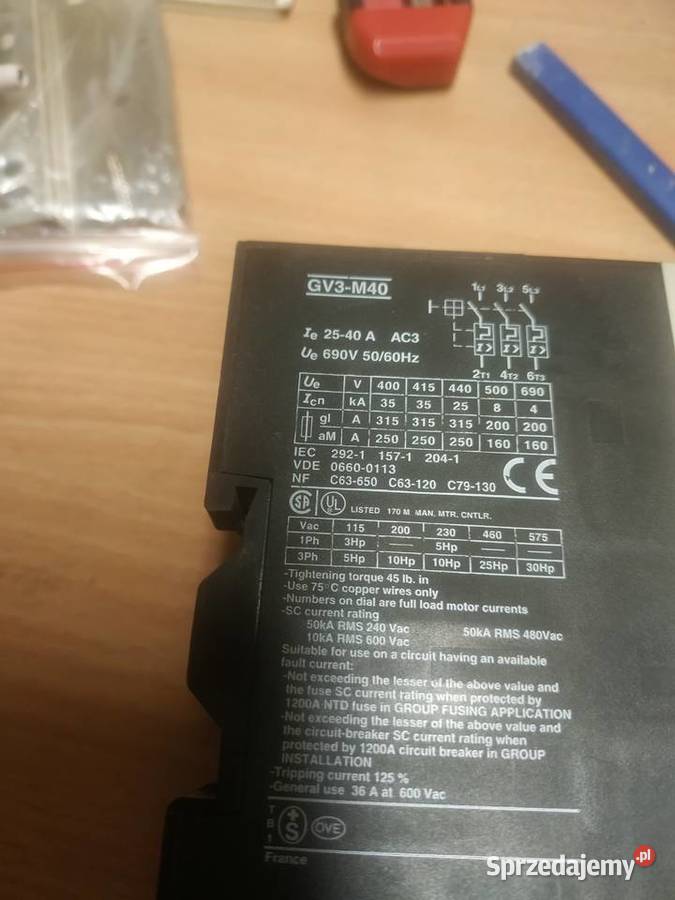 GV3-M40
1L1 3L2 5L3
Ie 25-40 A AC3
Ue 690V 50/60Hz
I> I> I>
2T1 4T2 6T3
Ue V 400 415 440 500 690
Icn kA 35 35 25 8 4
gI A 315 315 315 200 200
aM A 250 250 250 160 160
IEC 292-1 157-1 204-1
VDE 0660-0113
NF C63-650 C63-120 C79-130
CE
SA UL LISTED 170 M MAN. MTR. CNTLR.
Vac 115 200 230 460 575
1Ph 3Hp — 5Hp — —
3Ph 5Hp 10Hp 10Hp 25Hp 30Hp
-Tightening torque 45 lb. in
-Use 75°C copper wires only
-Numbers on dial are full load motor currents
-SC current rating
50kA RMS 240 Vac 50kA RMS 480Vac
10kA RMS 600 Vac
Suitable for use on a circuit having an available
fault current:
-Not exceeding the lesser of the above value and
the fuse SC current rating when protected by
1200A NTD fuse in GROUP FUSING APPLICATION
-Not exceeding the lesser of the above value and
the circuit-breaker SC current rating when
protected by 1200A circuit breaker in GROUP
INSTALLATION
-Tripping current 125 %
-General use 36 A at 600 Vac
T
B
+S OVE
France
Sprzedajemy.pl